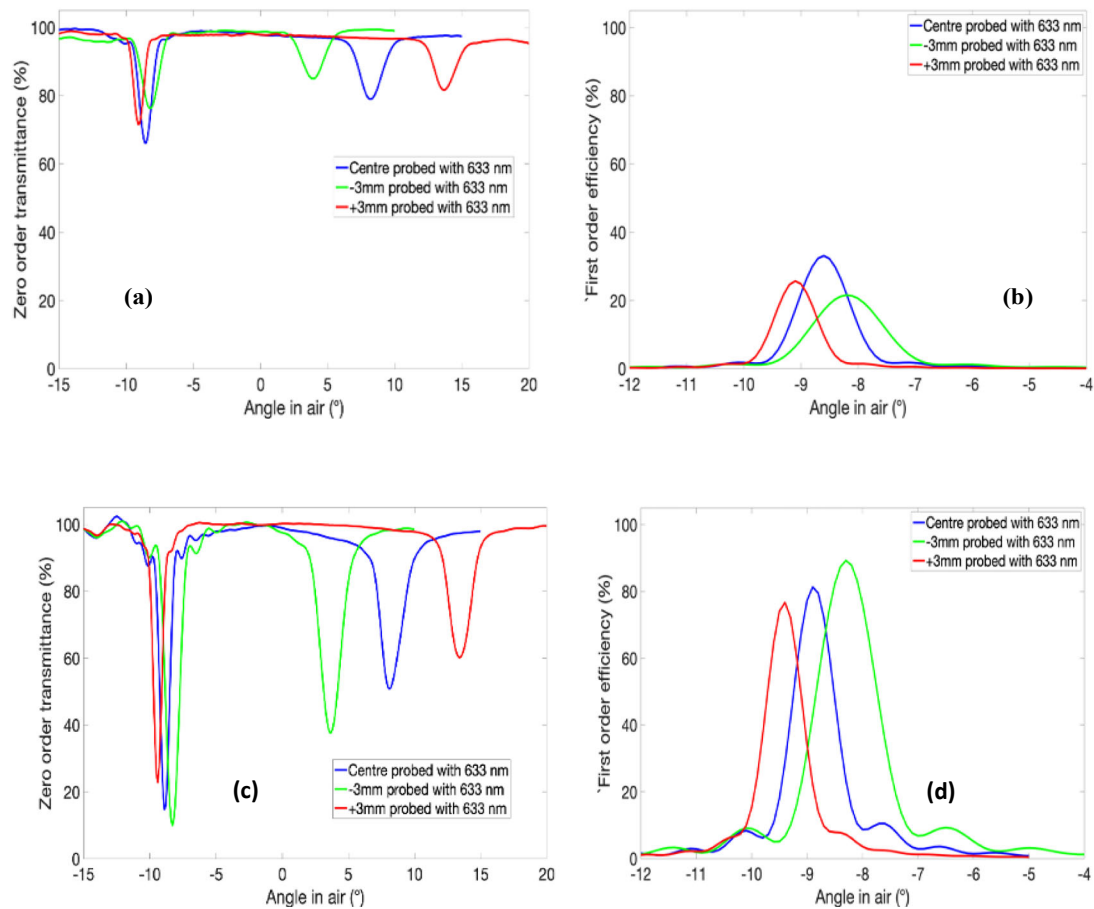 100
80
60
40
20
0
Zero order transmittance (%)
Centre probed with 633 nm
-3mm probed with 633 nm
+3mm probed with 633 nm
(a)
-15 -10 -5 0 5 10 15 20
Angle in air (°)
100
80
60
40
20
0
`First order efficiency (%)
Centre probed with 633 nm
-3mm probed with 633 nm
+3mm probed with 633 nm
(b)
-12 -11 -10 -9 -8 -7 -6 -5 -4
Angle in air (°)
100
80
60
40
20
0
Zero order transmittance (%)
Centre probed with 633 nm
-3mm probed with 633 nm
+3mm probed with 633 nm
(c)
-15 -10 -5 0 5 10 15 20
Angle in air (°)
100
80
60
40
20
0
`First order efficiency (%)
Centre probed with 633 nm
-3mm probed with 633 nm
+3mm probed with 633 nm
(d)
-12 -11 -10 -9 -8 -7 -6 -5 -4
Angle in air (°)